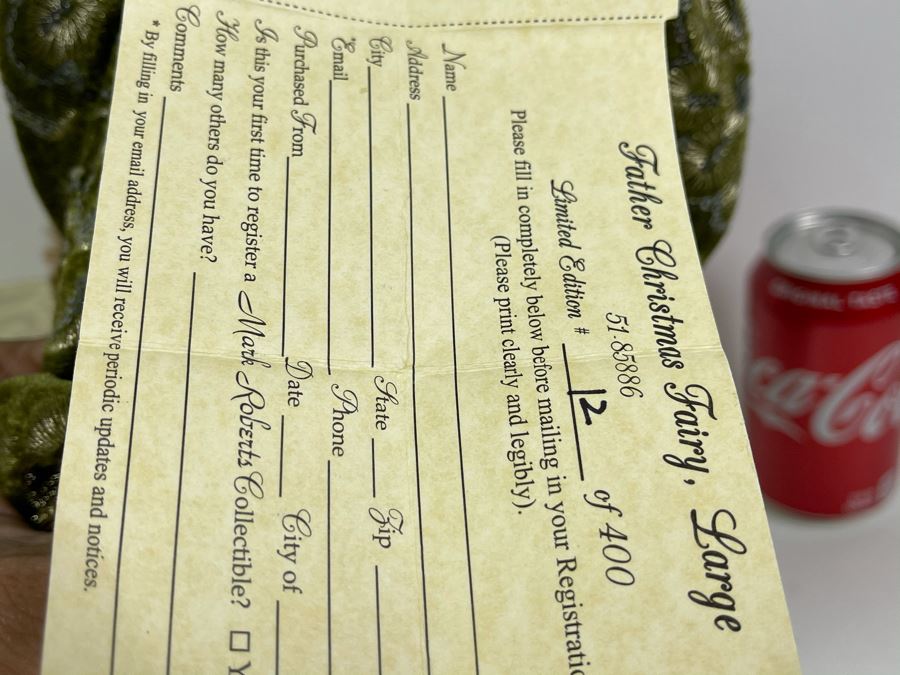 Father Christmas Fairy, Large
51-85886
Limited Edition # 12 of 400
Please fill in completely below before mailing in your
(Please print clearly and legibly).
Name
Address
City State Zip
Email Phone
Purchased From Date City of
Is this your first time to register a Mark Roberts Collectible? □
How many others do you have?
Comments
* By filling in your email address, you will receive periodic updates and notices.